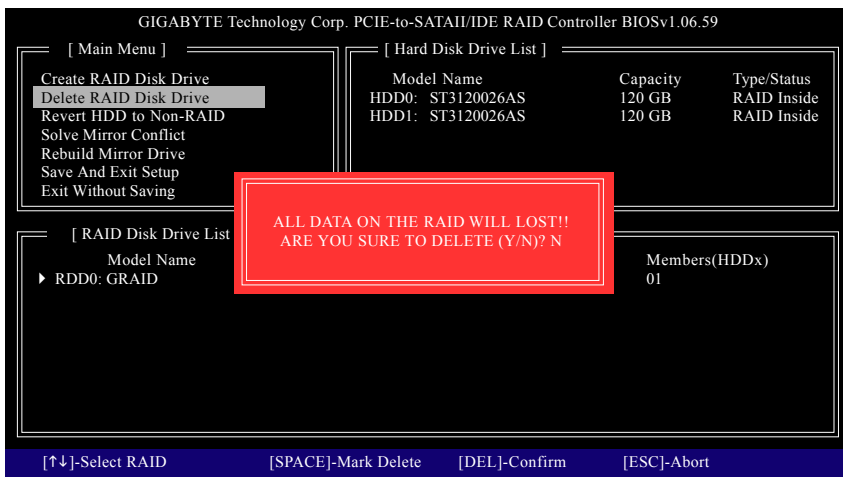 GIGABYTE Technology Corp. PCIE-to-SATAII/IDE RAID Controller BIOSv1.06.59
[ Main Menu ]
Create RAID Disk Drive
Delete RAID Disk Drive
Revert HDD to Non-RAID
Solve Mirror Conflict
Rebuild Mirror Drive
Save And Exit Setup
Exit Without Saving
[ Hard Disk Drive List ]
Model Name Capacity Type/Status
HDD0: ST3120026AS 120 GB RAID Inside
HDD1: ST3120026AS 120 GB RAID Inside
ALL DATA ON THE RAID WILL LOST!!
ARE YOU SURE TO DELETE (Y/N)? N
[ RAID Disk Drive List
Model Name Members(HDDx)
RDD0: GRAID 01
[↑↓]-Select RAID [SPACE]-Mark Delete [DEL]-Confirm [ESC]-Abort